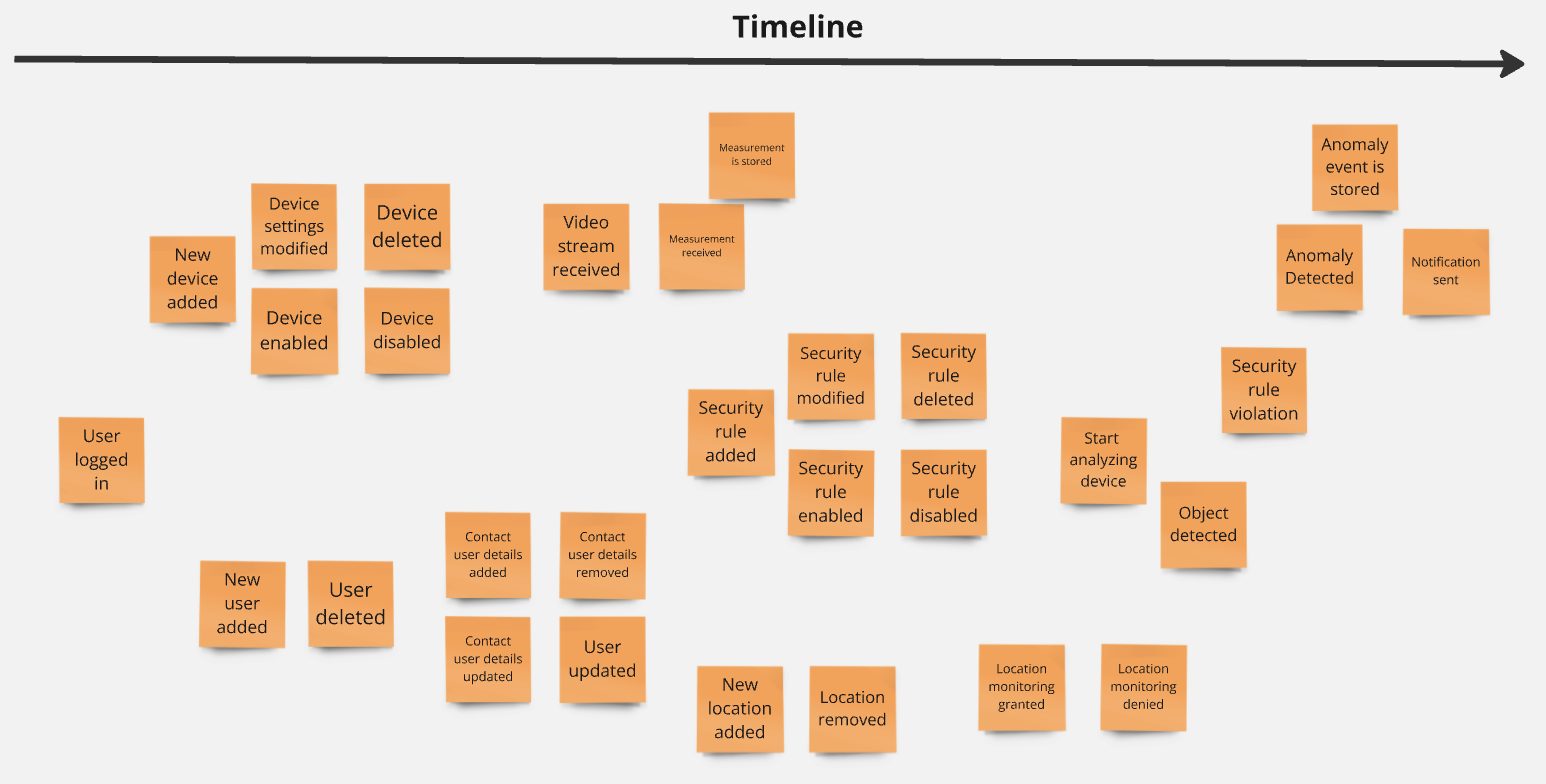 Timeline
Measurement
is stored
Anomaly
event is
stored
Device
settings
modified
Device
deleted
New
device
added
Device
enabled
Device
disabled
Video
stream
received
Measurement
received
Anomaly
Detected
Notification
sent
Security
rule
modified
Security
rule
deleted
Security
rule
added
Security
rule
enabled
Security
rule
disabled
Security
rule
violation
Start
analyzing
device
Object
detected
User
logged
in
New
user
added
User
deleted
Contact
user details
added
Contact
user details
removed
Contact
user details
updated
User
updated
New
location
added
Location
removed
Location
monitoring
granted
Location
monitoring
denied